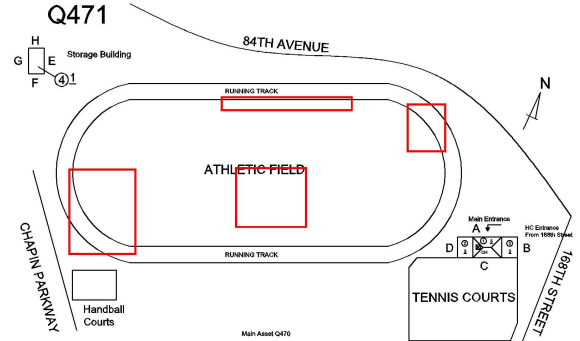 Q471
84TH AVENUE
H
G
E
F
Storage Building
4 1
RUNNING TRACK
N
ATHLETIC FIELD
CHAPIN PARKWAY
Main Entrance
A
HC Entrance
From 168th Street
D
B
C
168TH STREET
RUNNING TRACK
TENNIS COURTS
Handball
Courts
Main Asset Q470